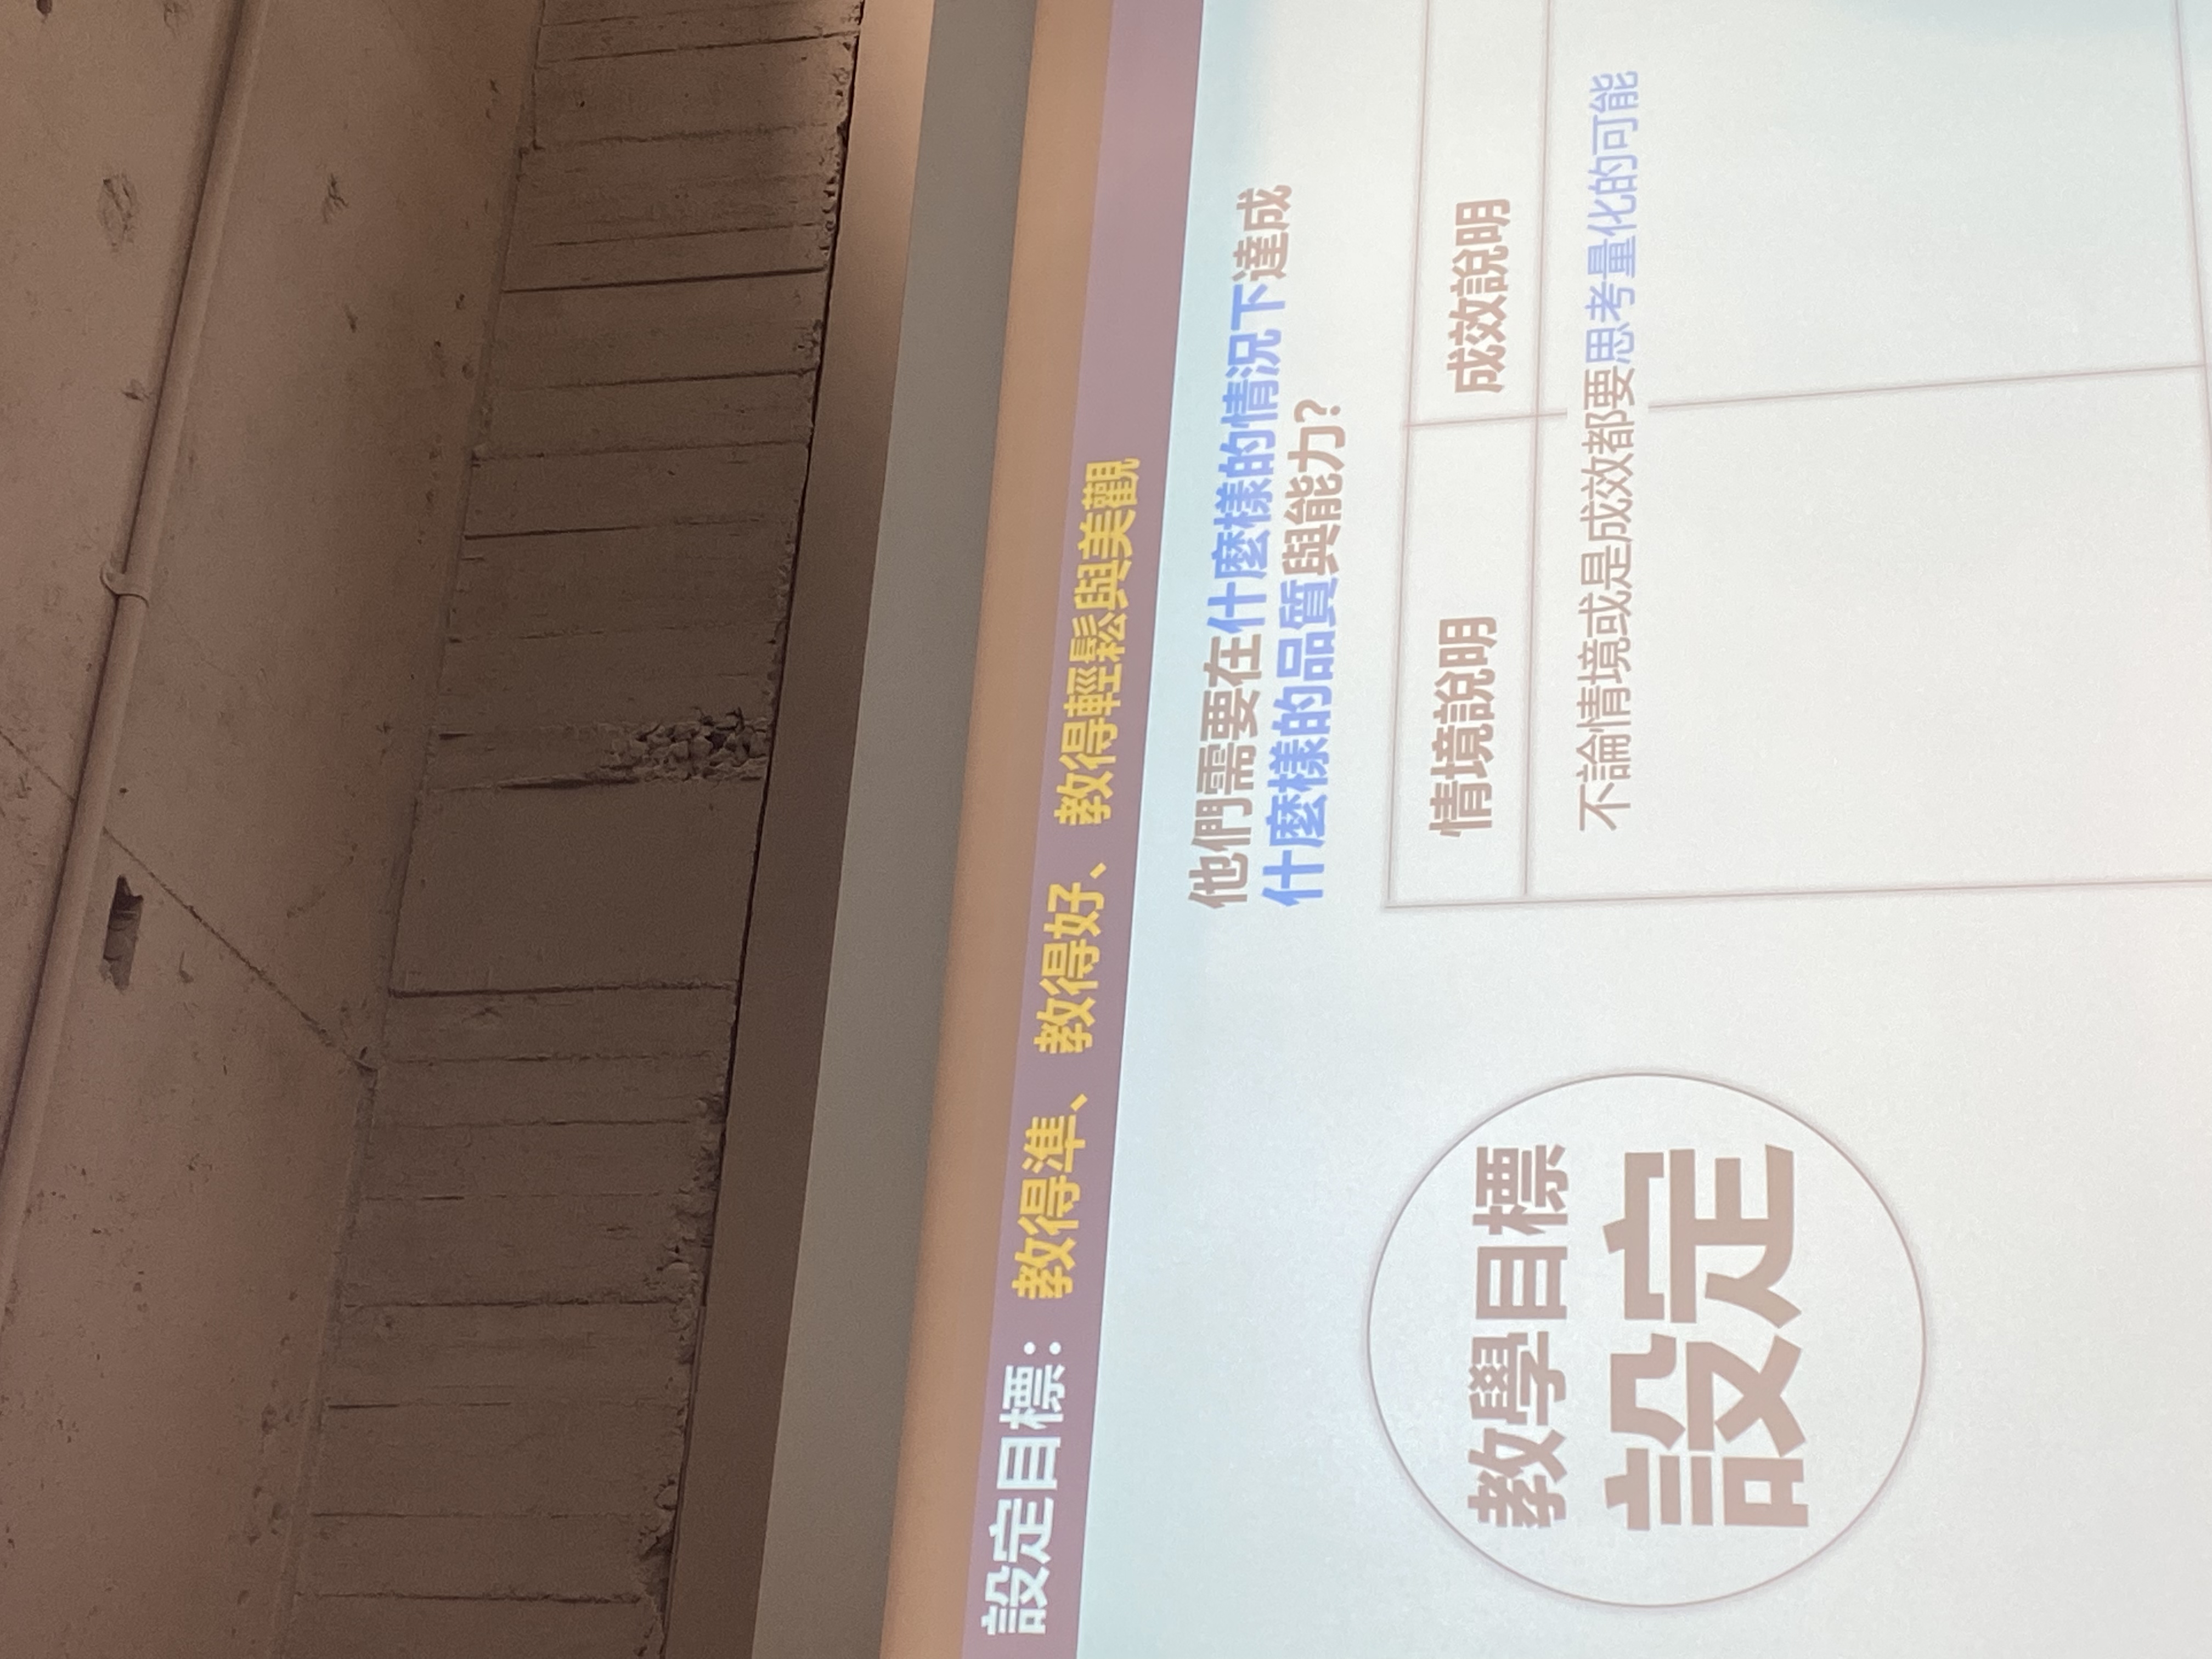 設定目標：教得準、教得好、教得輕鬆與美觀
他們需要在什麼樣的情況下達成
什麼樣的品質與能力?
教學目標
設定
情境說明
成效說明
不論情境或是成效都要思考量化的可能